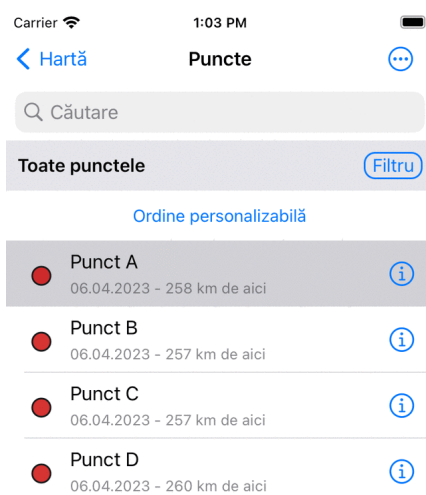 Carrier 1:03 PM
Hartă Puncte
Căutare
Toate punctele Filtru
Ordine personalizabilă
Punct A
06.04.2023 - 258 km de aici
Punct B
06.04.2023 - 257 km de aici
Punct C
06.04.2023 - 257 km de aici
Punct D
06.04.2023 - 260 km de aici